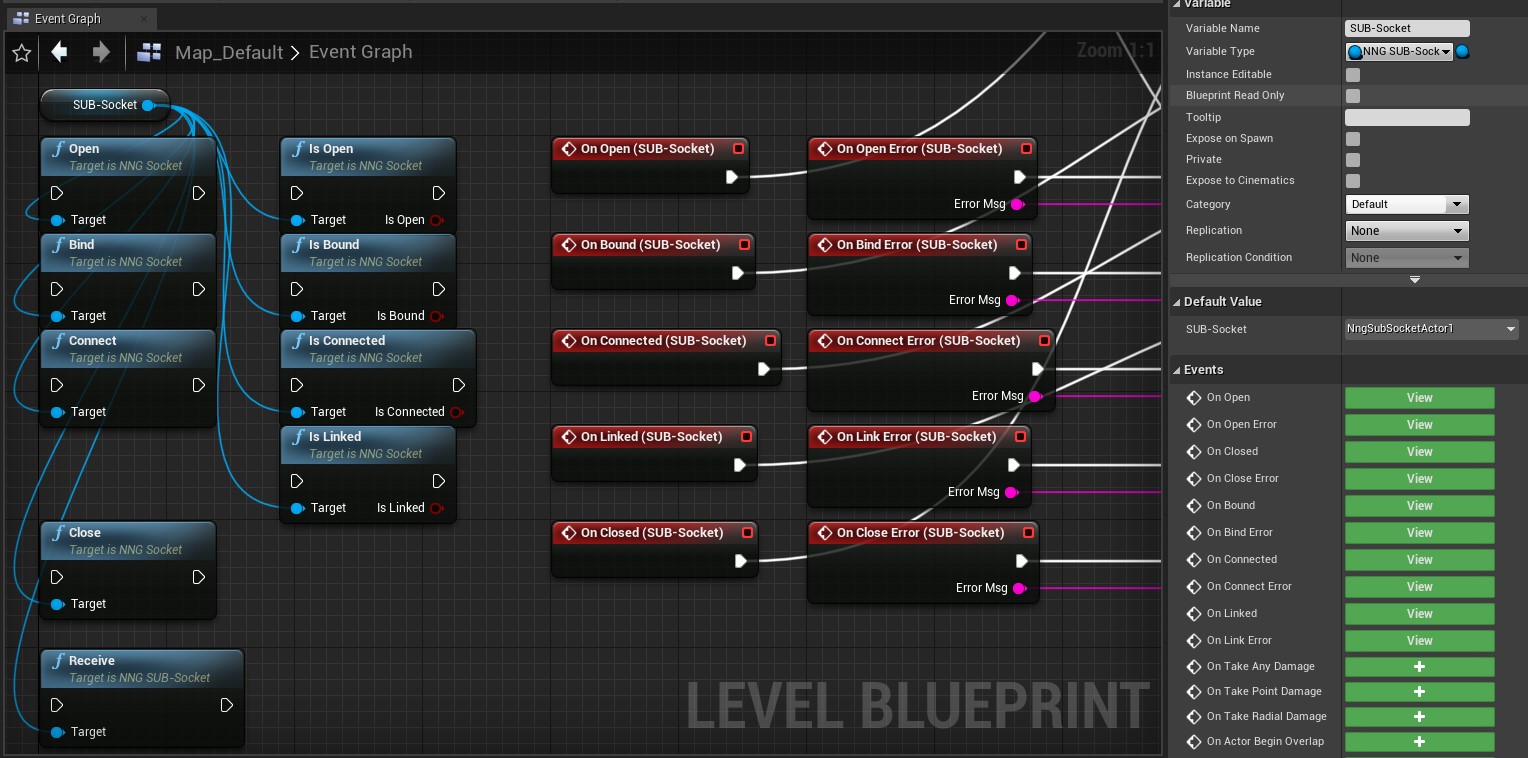 Event Graph
Map_Default > Event Graph
Zoom 1:1
SUB-Socket
f Open
Target is NNG Socket
Target
f Bind
Target is NNG Socket
Target
f Connect
Target is NNG Socket
Target
f Close
Target is NNG Socket
Target
f Receive
Target is NNG SUB-Socket
Target
f Is Open
Target is NNG Socket
Target Is Open
f Is Bound
Target is NNG Socket
Target Is Bound
f Is Connected
Target is NNG Socket
Target Is Connected
f Is Linked
Target is NNG Socket
Target Is Linked
On Open (SUB-Socket)
On Bound (SUB-Socket)
On Connected (SUB-Socket)
On Linked (SUB-Socket)
On Closed (SUB-Socket)
On Open Error (SUB-Socket)
Error Msg
On Bind Error (SUB-Socket)
Error Msg
On Connect Error (SUB-Socket)
Error Msg
On Link Error (SUB-Socket)
Error Msg
On Close Error (SUB-Socket)
Error Msg
LEVEL BLUEPRINT
Variable
Variable Name SUB-Socket
Variable Type NNG SUB-Sock
Instance Editable
Blueprint Read Only
Tooltip
Expose on Spawn
Private
Expose to Cinematics
Category Default
Replication None
Replication Condition None
Default Value
SUB-Socket NngSubSocketActor1
Events
On Open View
On Open Error View
On Closed View
On Close Error View
On Bound View
On Bind Error View
On Connected View
On Connect Error View
On Linked View
On Link Error View
On Take Any Damage +
On Take Point Damage +
On Take Radial Damage +
On Actor Begin Overlap +